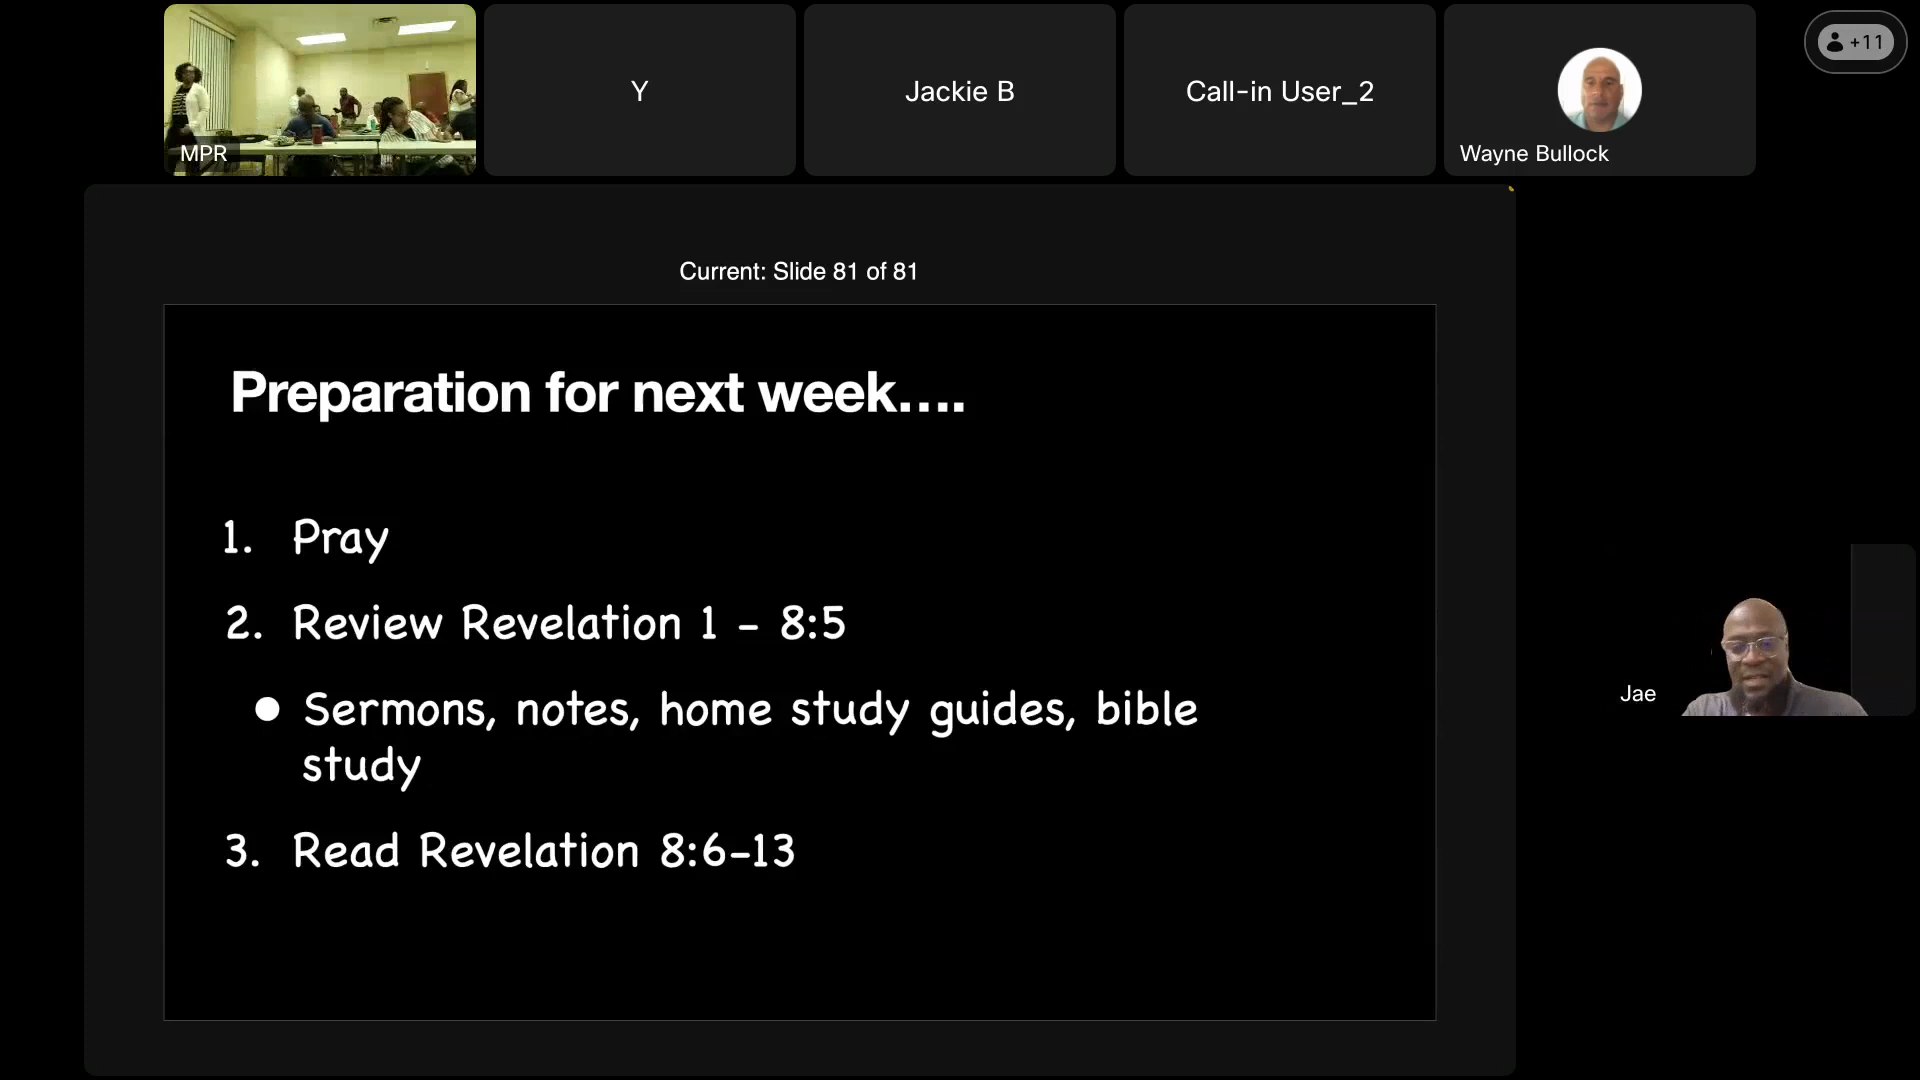 MPR
Y
Jackie B
Call-in User_2
Wayne Bullock
+11
Current: Slide 81 of 81
Preparation for next week....
1. Pray
2. Review Revelation 1 - 8:5
● Sermons, notes, home study guides, bible
study
3. Read Revelation 8:6-13
Jae